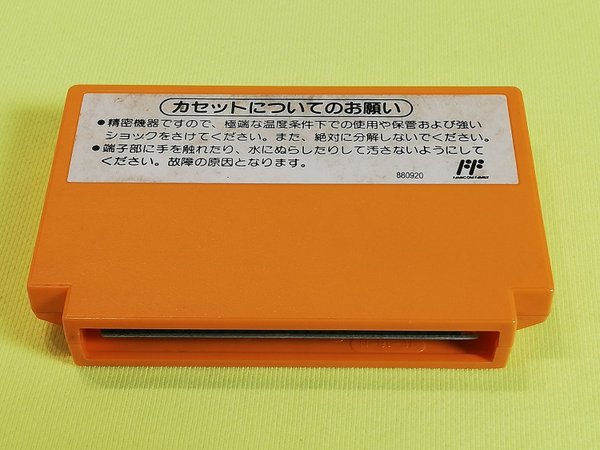 カセットについてのお願い
●精密機器ですので、極端な温度条件下での使用や保管および強い
ショックをさけてください。また、絶対に分解しないでください。
●端子部に手を触れたり、水にぬらしたりして汚さないようにして
ください。故障の原因となります。
880920
FAMICOM FAMILY